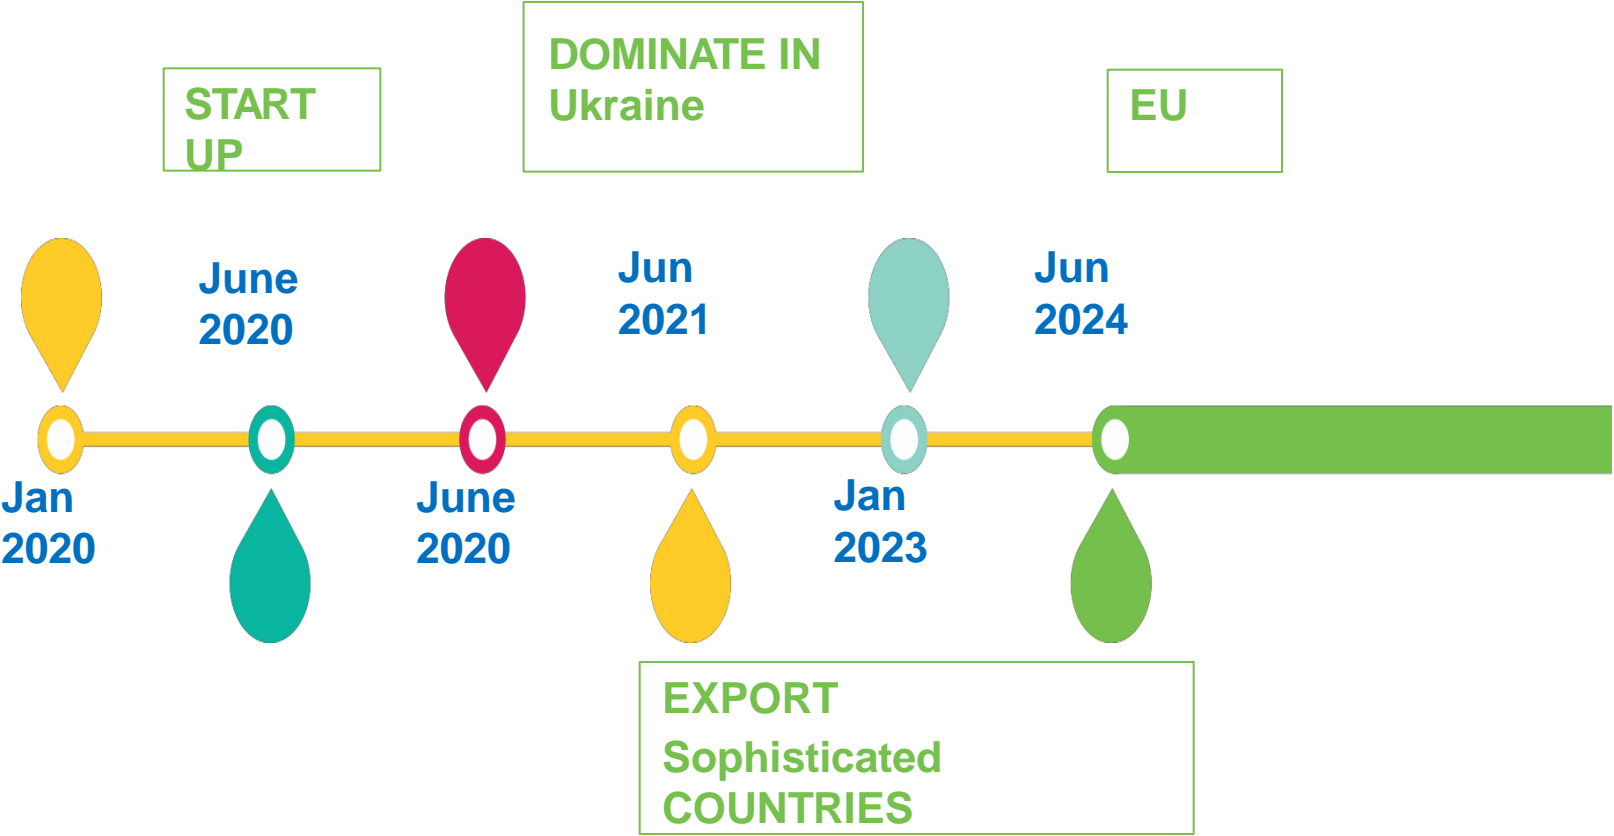 START
UP
DOMINATE IN
Ukraine
EU
June
2020
Jun
2021
Jun
2024
Jan
2020
June
2020
Jan
2023
EXPORT
Sophisticated
COUNTRIES